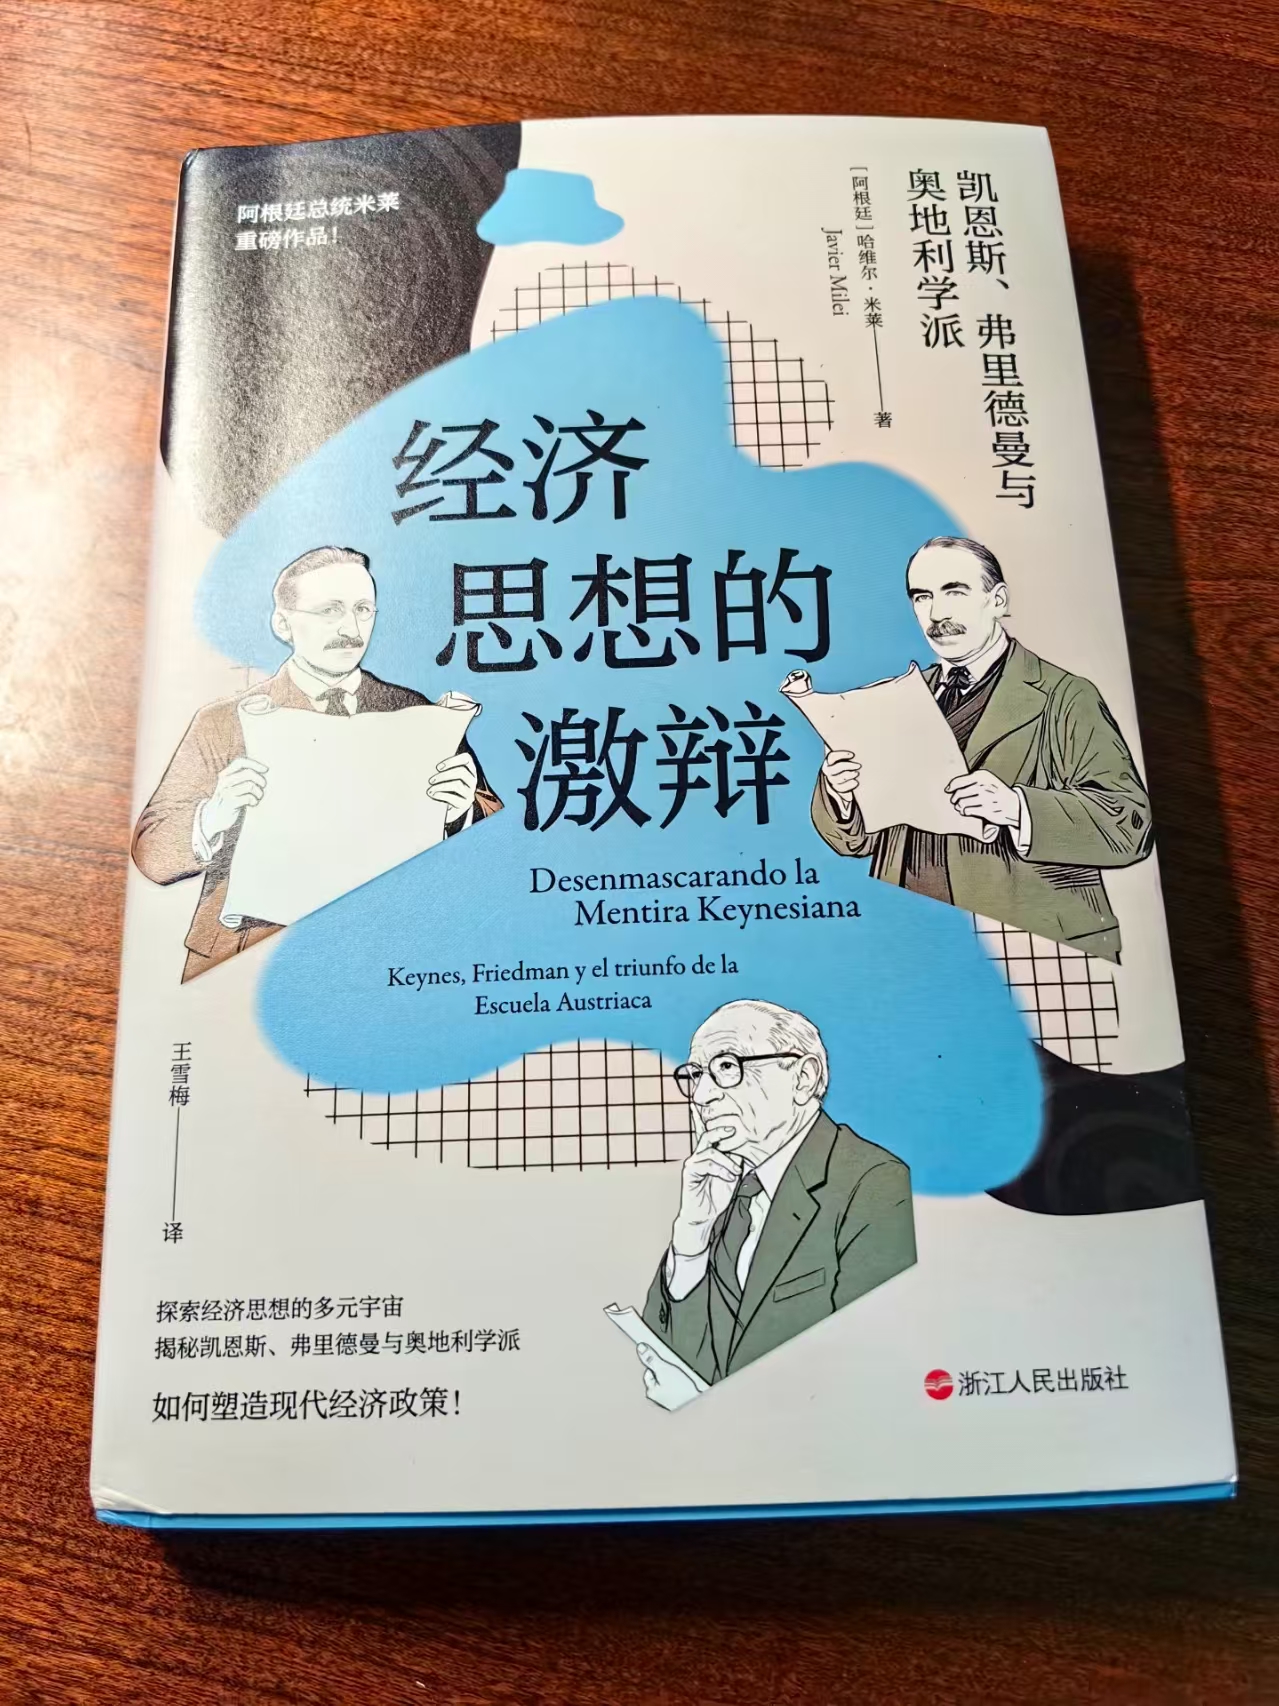 阿根廷总统米莱
重磅作品！
凯恩斯、弗里德曼与
奥地利学派
［阿根廷］哈维尔·米莱——著
Javier Milei
经济
思想的
激辩
Desenmascarando la
Mentira Keynesiana
Keynes, Friedman y el triunfo de la
Escuela Austriaca
王雪梅——译
探索经济思想的多元宇宙
揭秘凯恩斯、弗里德曼与奥地利学派
如何塑造现代经济政策！
浙江人民出版社